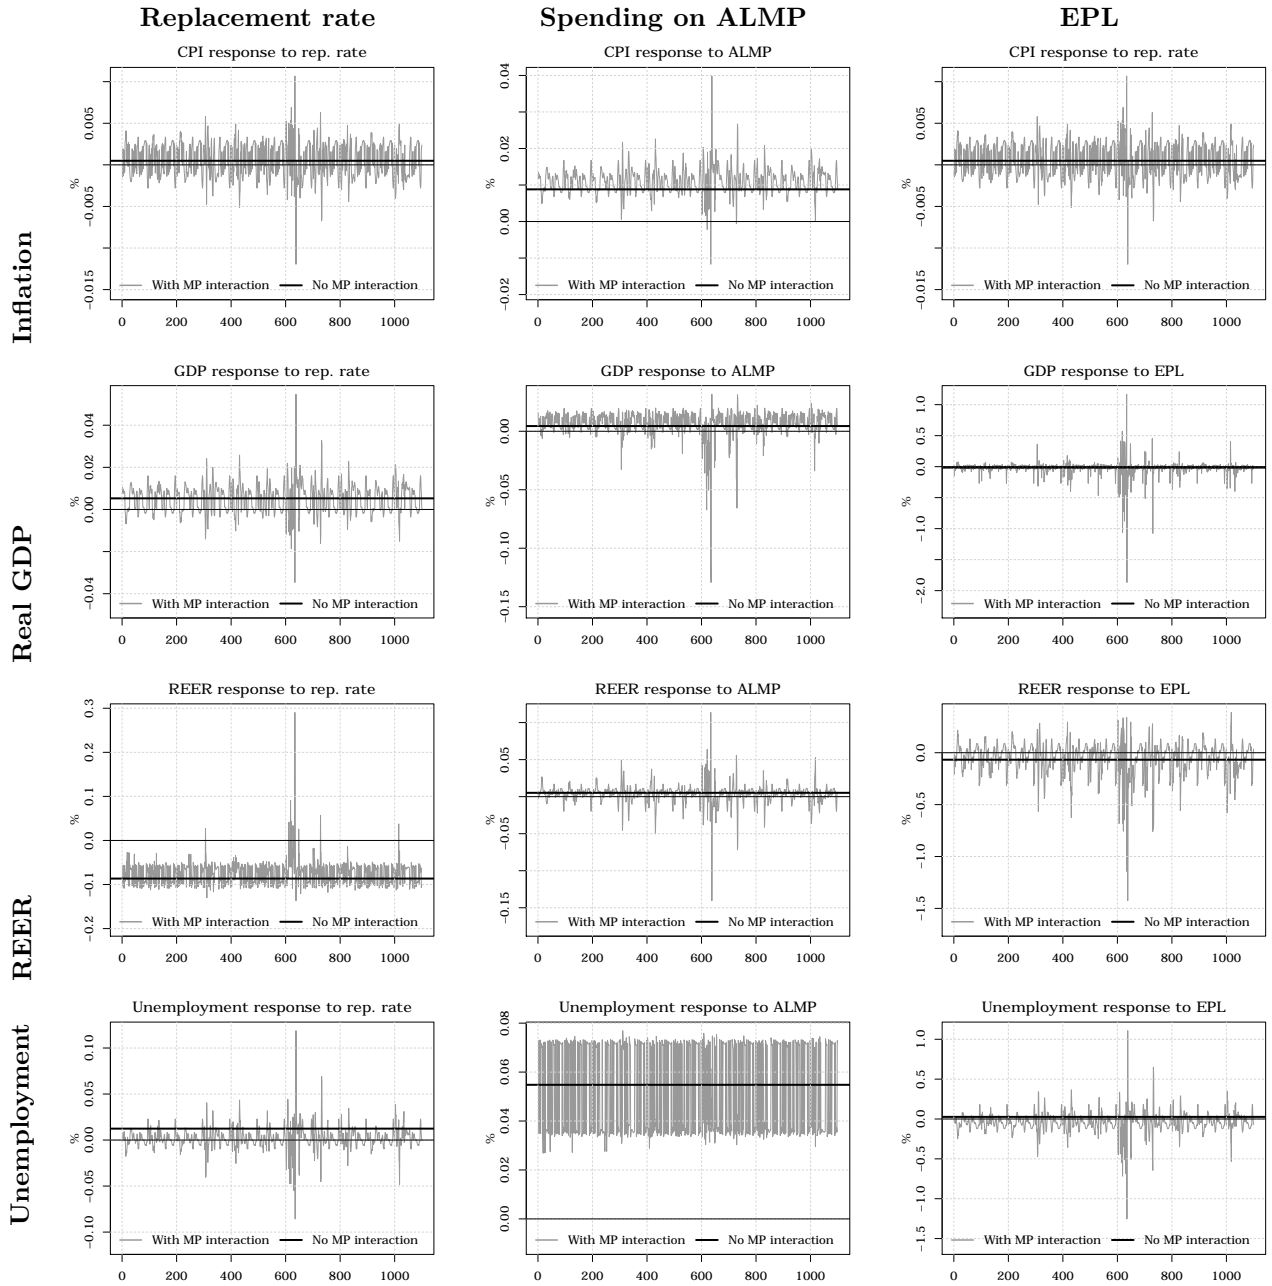 Replacement rate
Spending on ALMP
EPL
Inflation
CPI response to rep. rate
%
0.005
−0.005
−0.015
With MP interaction No MP interaction
0 200 400 600 800 1000
CPI response to ALMP
%
0.04
0.02
0.00
−0.02
With MP interaction No MP interaction
0 200 400 600 800 1000
CPI response to rep. rate
%
0.005
−0.005
−0.015
With MP interaction No MP interaction
0 200 400 600 800 1000
Real GDP
GDP response to rep. rate
%
0.04
0.02
0.00
−0.04
With MP interaction No MP interaction
0 200 400 600 800 1000
GDP response to ALMP
%
0.00
−0.05
−0.10
−0.15
With MP interaction No MP interaction
0 200 400 600 800 1000
GDP response to EPL
%
1.0
0.5
0.0
−1.0
−2.0
With MP interaction No MP interaction
0 200 400 600 800 1000
REER
REER response to rep. rate
%
0.3
0.2
0.1
0.0
−0.1
−0.2
With MP interaction No MP interaction
0 200 400 600 800 1000
REER response to ALMP
%
0.05
−0.05
−0.15
With MP interaction No MP interaction
0 200 400 600 800 1000
REER response to EPL
%
0.0
−0.5
−1.0
−1.5
With MP interaction No MP interaction
0 200 400 600 800 1000
Unemployment
Unemployment response to rep. rate
%
0.10
0.05
0.00
−0.05
−0.10
With MP interaction No MP interaction
0 200 400 600 800 1000
Unemployment response to ALMP
%
0.08
0.06
0.04
0.02
0.00
With MP interaction No MP interaction
0 200 400 600 800 1000
Unemployment response to EPL
%
1.0
0.5
0.0
−1.0
−1.5
With MP interaction No MP interaction
0 200 400 600 800 1000